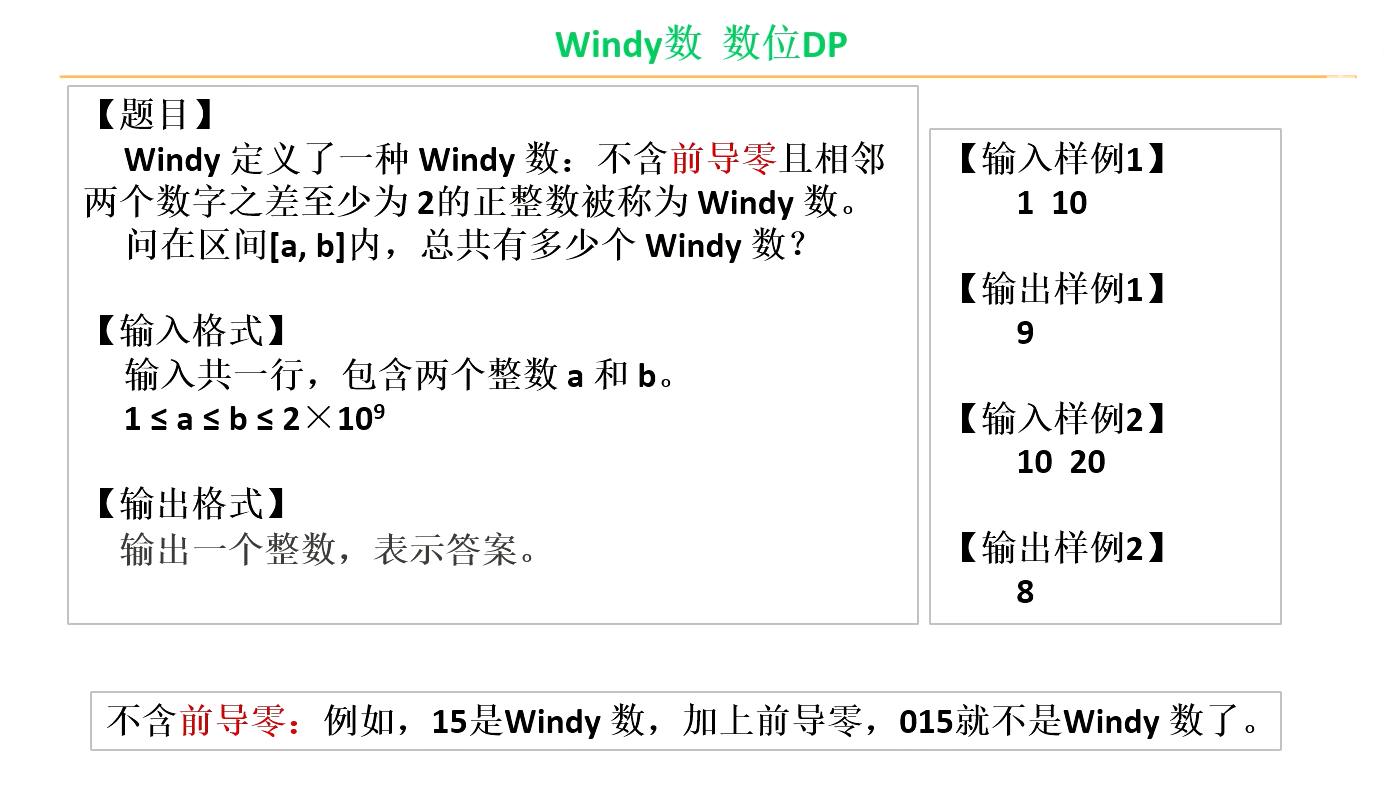 Windy数 数位DP
【题目】
Windy 定义了一种 Windy 数：不含前导零且相邻
两个数字之差至少为 2的正整数被称为 Windy 数。
问在区间[a, b]内，总共有多少个 Windy 数？
【输入格式】
输入共一行，包含两个整数 a 和 b。
1 ≤ a ≤ b ≤ 2×10⁹
【输出格式】
输出一个整数，表示答案。
【输入样例1】
1 10
【输出样例1】
9
【输入样例2】
10 20
【输出样例2】
8
不含前导零：例如，15是Windy 数，加上前导零，015就不是Windy 数了。